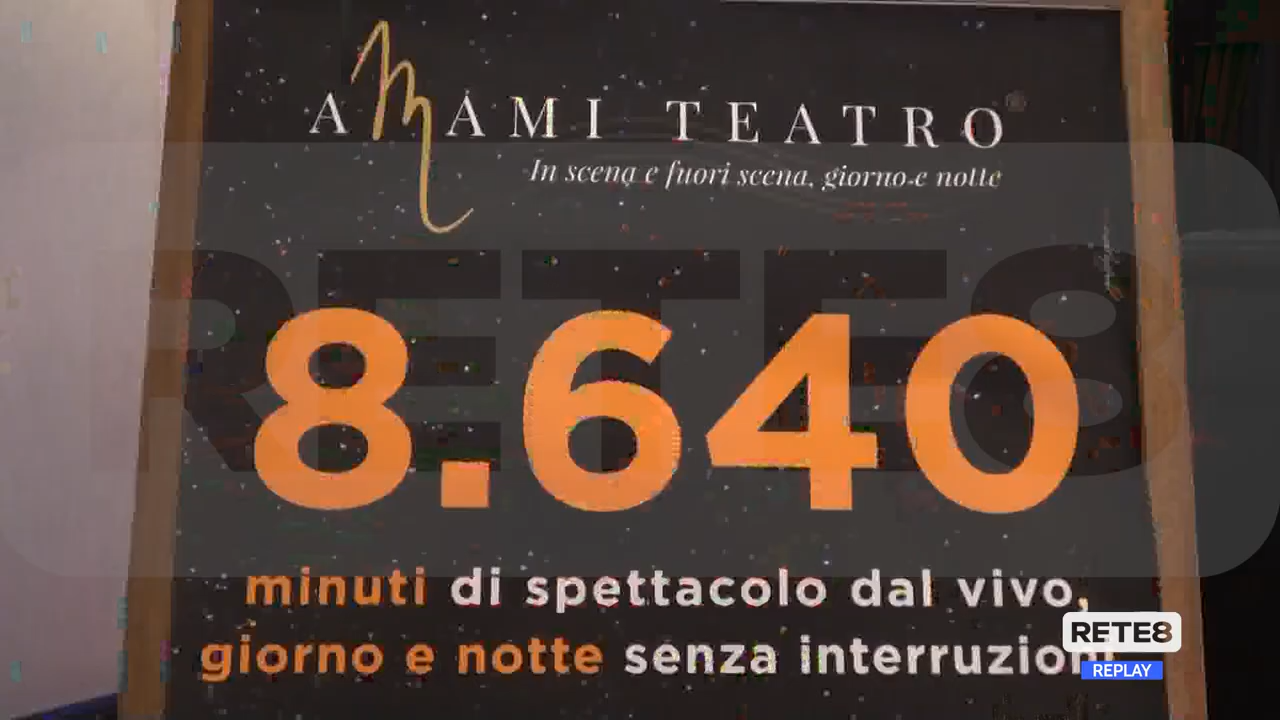 AMAMI TEATRO®
In scena e fuori scena, giorno e notte
RETE8
8.640
minuti di spettacolo dal vivo,
giorno e notte senza interruzioni
RETE8
REPLAY